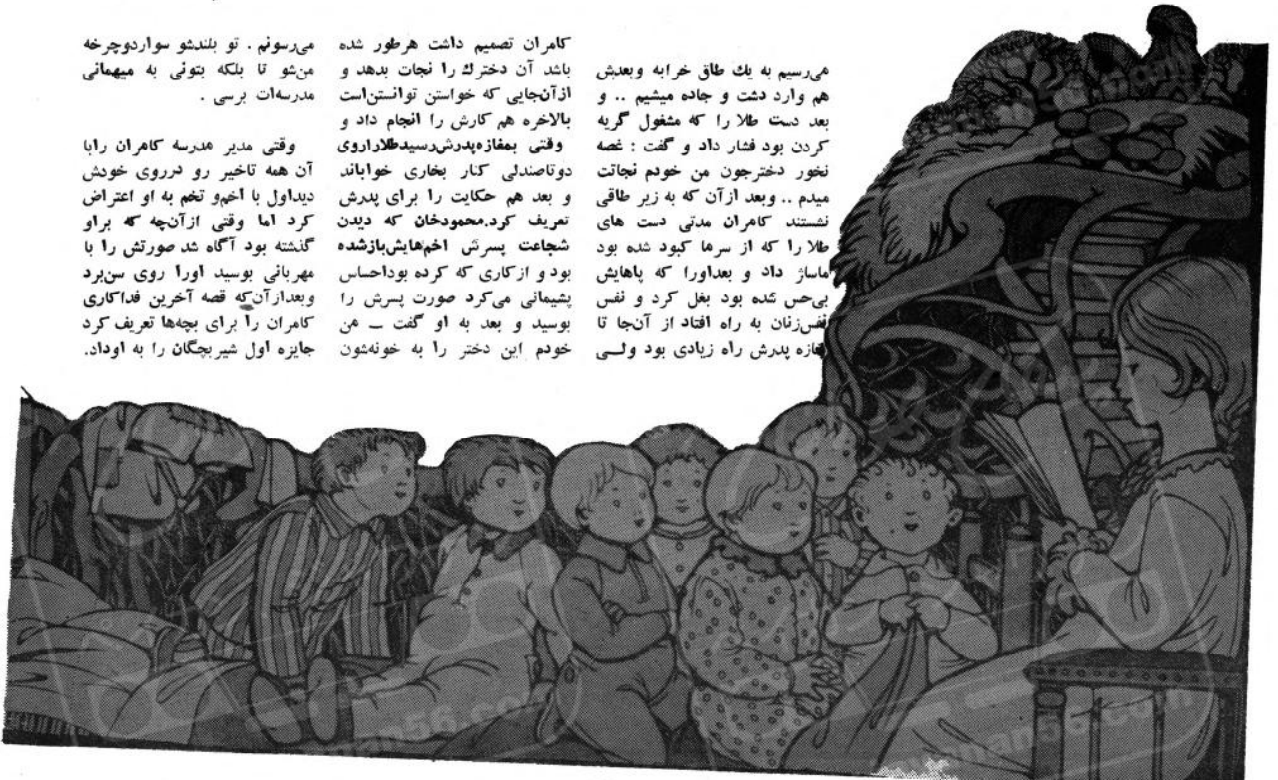 می‌رسیم به یك طاق خرابه وبعدش
هم وارد دشت و جاده میشیم .. و
بعد دست طلا را که مشغول گریه
کردن بود فشار داد و گفت : غصه
نخور دخترجون من خودم نجاتت
میدم .. وبعد ازآن که به زیر طاقی
نشستند کامران مدتی دست های
طلا را که از سرما کبود شده بود
ماساژ داد و بعداورا که پاهایش
بی‌حس شده بود بغل کرد و نفس
نفس‌زنان به راه افتاد از آن‌جا تا
پدرش راه زیادی بود ولــی
کامران تصمیم داشت هرطور شده
باشد آن دخترك را نجات بدهد و
ازآن‌جایی که خواستن توانستن‌است
بالاخره هم کارش را انجام داد و
وقتی بمغازه‌پدرش‌رسیدطلاراروی
دوتاصندلی کنار بخاری خواباند
و بعد هم حکایت را برای پدرش
تعریف کرد.محمودخان که دیدن
شجاعت پسرش اخم‌هایش‌بازشده
بود و ازکاری که کرده بوداحساس
پشیمانی می‌کرد صورت پسرش را
بوسید و بعد به او گفت ــ من
خودم این دختر را به خونه‌شون
می‌رسونم . تو بلندشو سواردوچرخه
من‌شو تا بلکه بتونی به میهمانی
مدرسه‌ات برسی .
وقتی مدیر مدرسه کامران رابا
آن همه تاخیر رو درروی خودش
دیداول با اخم‌و تخم به او اعتراض
کرد اما وقتی ازآن‌چه که براو
گذشته بود آگاه شد صورتش را با
مهربانی بوسید اورا روی سن‌برد
وبعدازآن‌که قصه آخرین فداکاری
کامران را برای بچه‌ها تعریف کرد
جایزه اول شیربچگان را به اوداد.